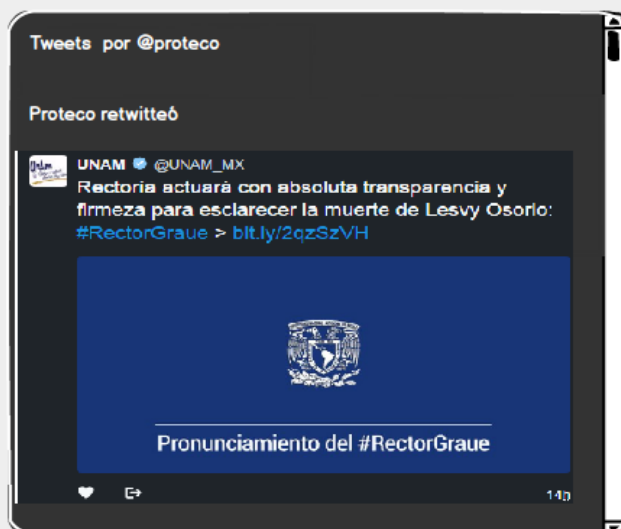 Tweets por @proteco
Proteco retwitteó
UNAM @UNAM_MX
Rectoría actuará con absoluta transparencia y
firmeza para esclarecer la muerte de Lesvy Osorio:
#RectorGraue > bit.ly/2qzSzVH
Pronunciamiento del #RectorGraue
14h